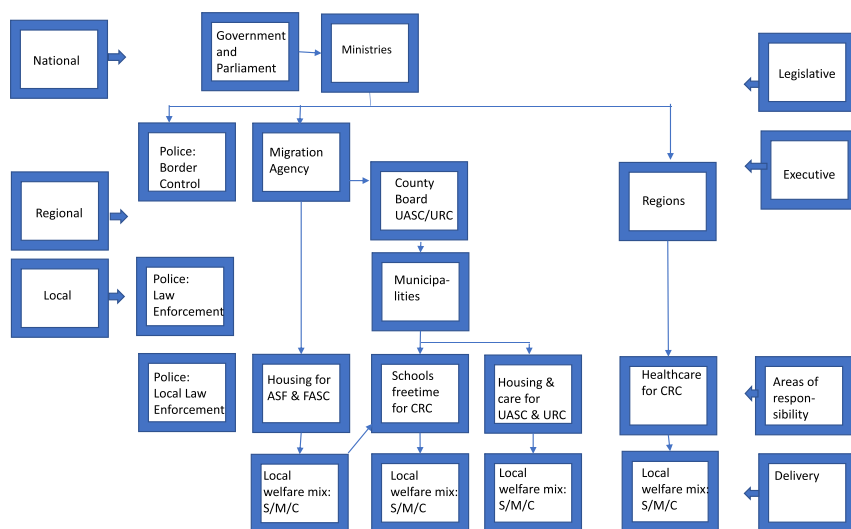 National
Government
and
Parliament
Ministries
Legislative
Police:
Border
Control
Migration
Agency
County
Board
UASC/URC
Regions
Executive
Regional
Local
Police:
Law
Enforcement
Municipa-
lities
Police:
Local Law
Enforcement
Housing for
ASF & FASC
Schools
freetime
for CRC
Housing &
care for
UASC & URC
Healthcare
for CRC
Areas of
respon-
sibility
Local
welfare mix:
S/M/C
Local
welfare mix:
S/M/C
Local
welfare mix:
S/M/C
Local
welfare mix:
S/M/C
Delivery